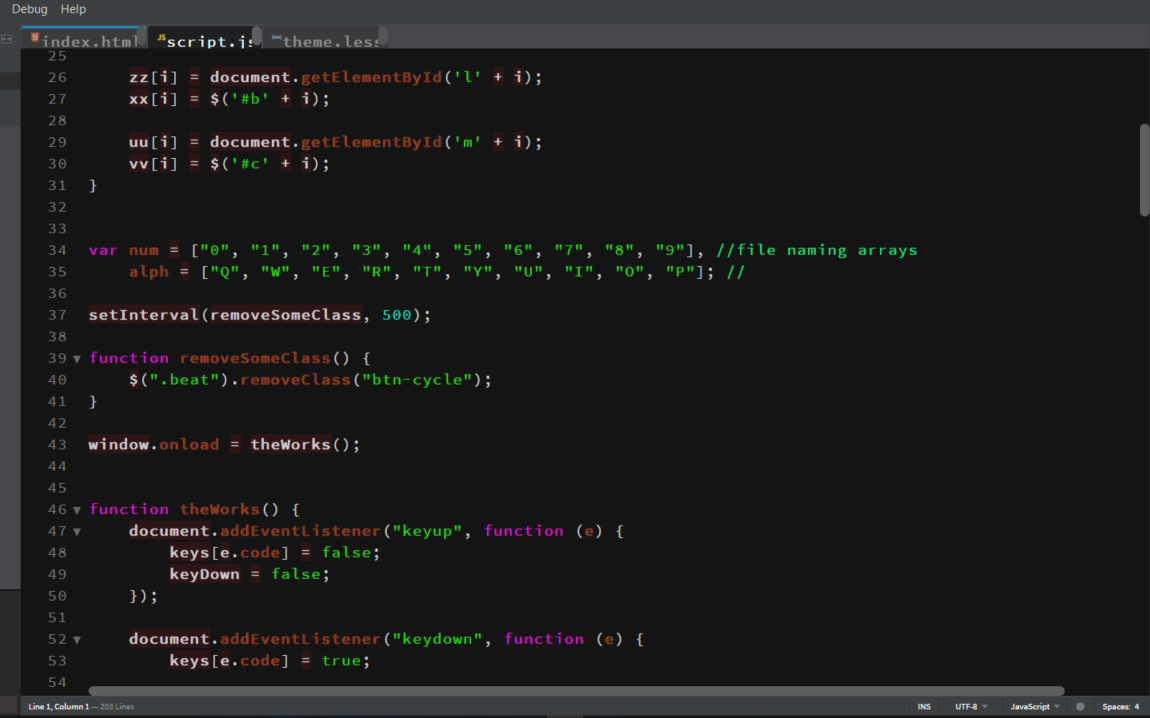 Debug Help
index.html script.js theme.less
25
26 zz[i] = document.getElementById('l' + i);
27 xx[i] = $('#b' + i);
28
29 uu[i] = document.getElementById('m' + i);
30 vv[i] = $('#c' + i);
31 }
32
33
34 var num = ["0", "1", "2", "3", "4", "5", "6", "7", "8", "9"], //file naming arrays
35 alph = ["Q", "W", "E", "R", "T", "Y", "U", "I", "O", "P"]; //
36
37 setInterval(removeSomeClass, 500);
38
39 function removeSomeClass() {
40 $(".beat").removeClass("btn-cycle");
41 }
42
43 window.onload = theWorks();
44
45
46 function theWorks() {
47 document.addEventListener("keyup", function (e) {
48 keys[e.code] = false;
49 keyDown = false;
50 });
51
52 document.addEventListener("keydown", function (e) {
53 keys[e.code] = true;
54
Line 1, Column 1 — 203 Lines INS UTF-8 JavaScript Spaces: 4